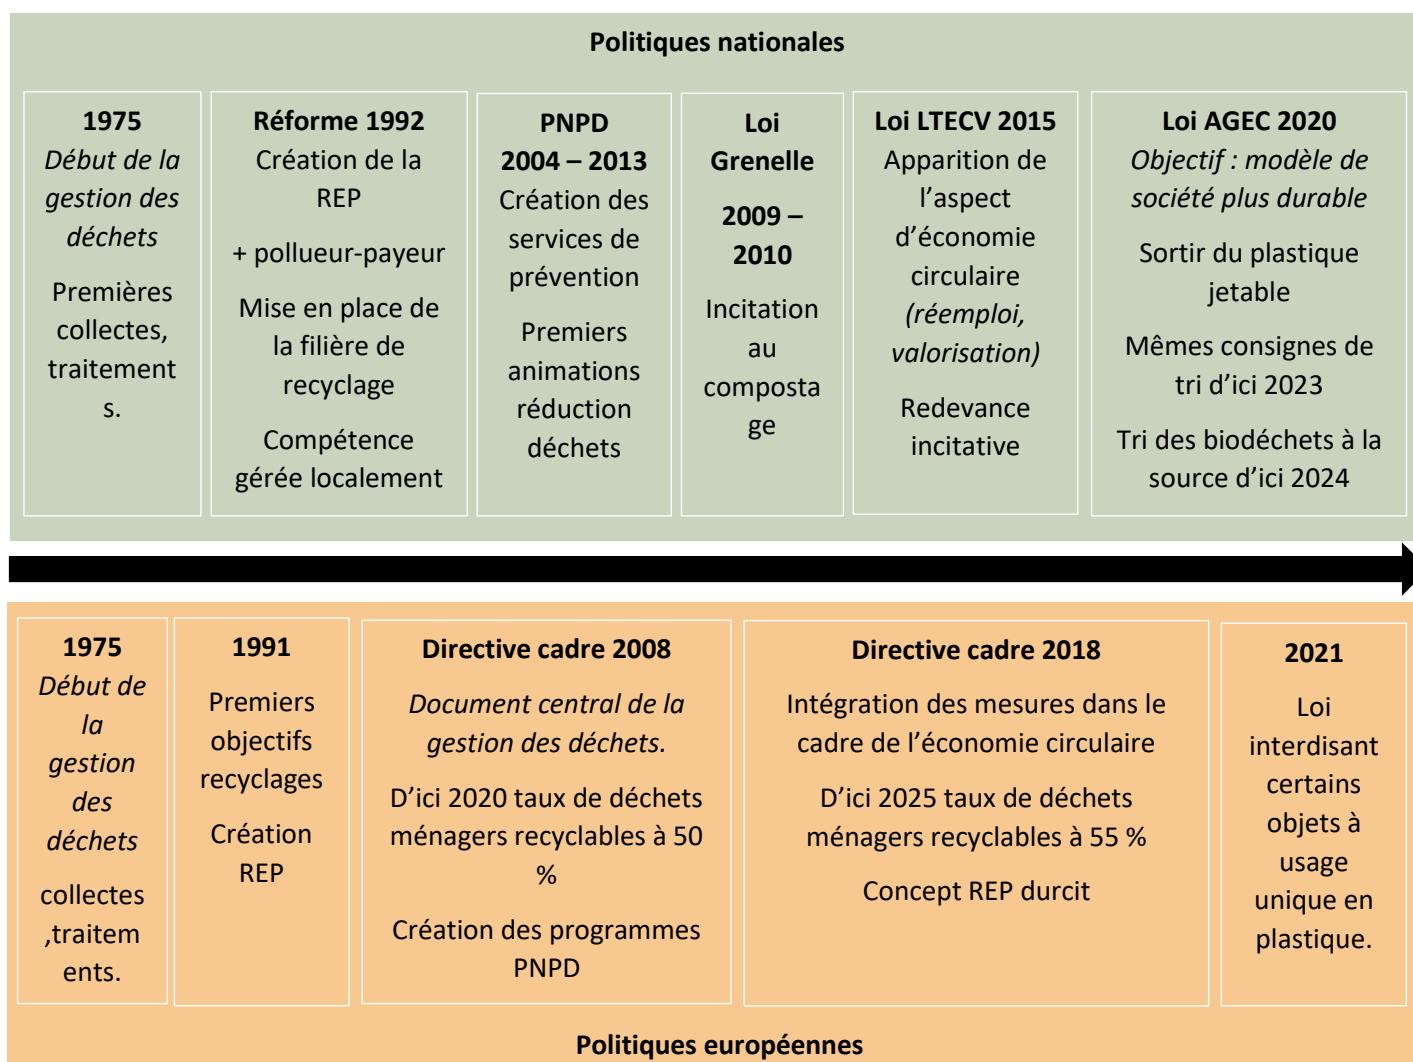 Politiques nationales
1975
Début de la
gestion des
déchets
Premières
collectes,
traitement
s.
Réforme 1992
Création de la
REP
+ pollueur-payeur
Mise en place de
la filière de
recyclage
Compétence
gérée localement
PNPD
2004 – 2013
Création des
services de
prévention
Premiers
animations
réduction
déchets
Loi
Grenelle
2009 –
2010
Incitation
au
composta
ge
Loi LTECV 2015
Apparition de
l’aspect
d’économie
circulaire
(réemploi,
valorisation)
Redevance
incitative
Loi AGEC 2020
Objectif : modèle de
société plus durable
Sortir du plastique
jetable
Mêmes consignes de
tri d’ici 2023
Tri des biodéchets à la
source d’ici 2024
1975
Début de
la
gestion
des
déchets
collectes
,traitem
ents.
1991
Premiers
objectifs
recyclages
Création
REP
Directive cadre 2008
Document central de la
gestion des déchets.
D’ici 2020 taux de déchets
ménagers recyclables à 50
%
Création des programmes
PNPD
Directive cadre 2018
Intégration des mesures dans le
cadre de l’économie circulaire
D’ici 2025 taux de déchets
ménagers recyclables à 55 %
Concept REP durcit
2021
Loi
interdisant
certains
objets à
usage
unique en
plastique.
Politiques européennes